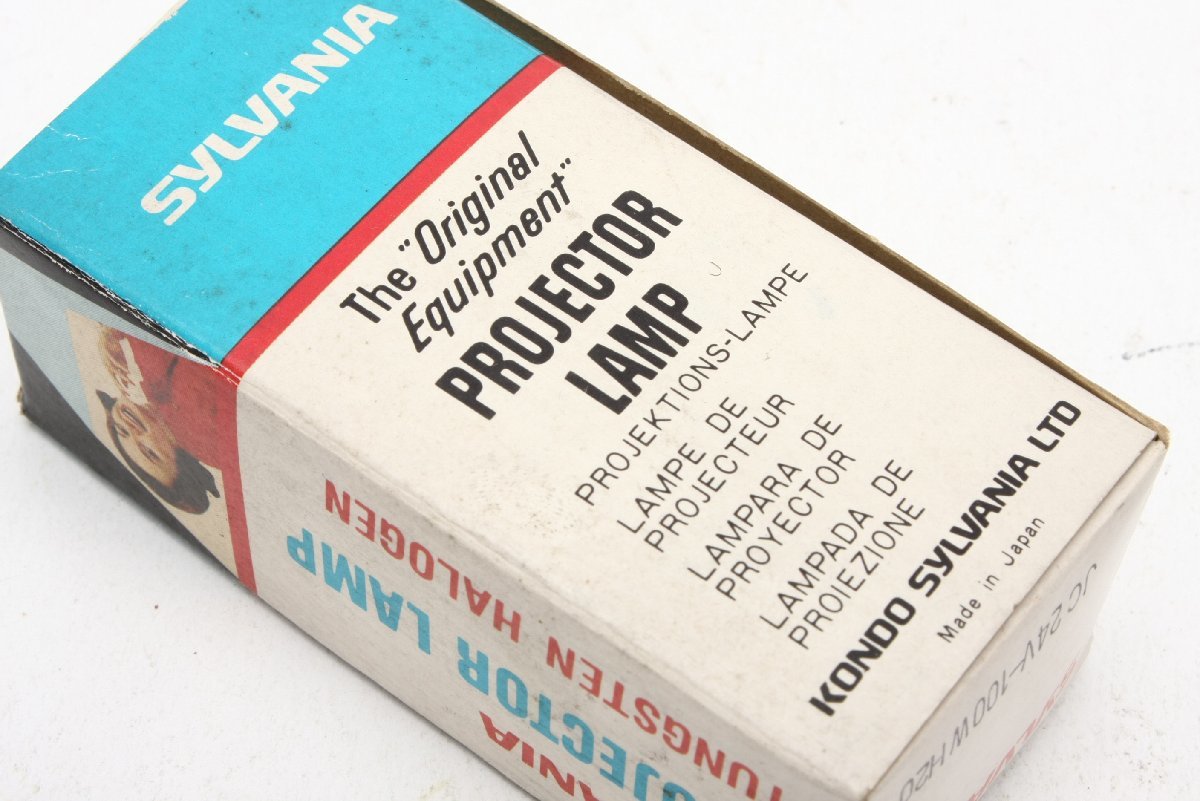 SYLVANIA
The "Original
Equipment"
PROJECTOR
LAMP
PROJEKTIONS-LAMPE
LAMPE DE
PROJECTEUR
LAMPARA DE
PROYECTOR
LAMPADA DE
PROIEZIONE
KONDO SYLVANIA LTD
Made in Japan
TUNGSTEN HALOGEN
LAMP
JC24V-100WH20